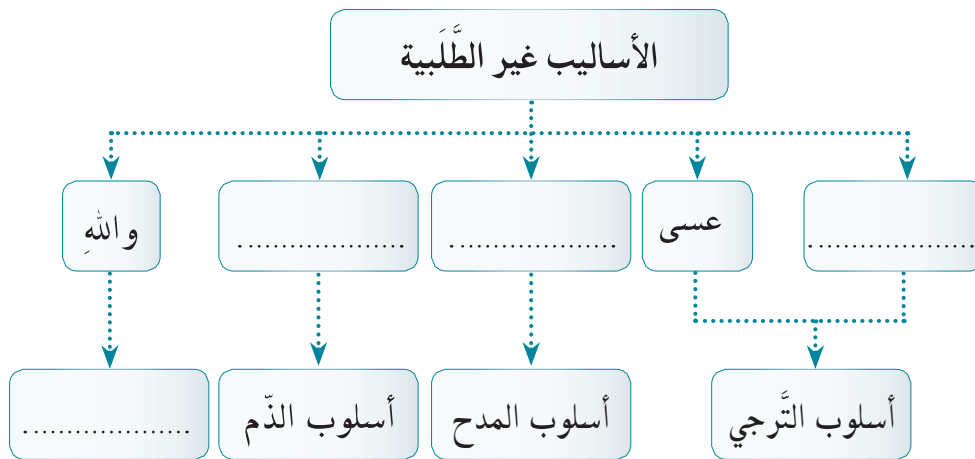 الأساليب غير الطَّلَبية
....................
عسى
...................
...................
واللهِ
أسلوب التَّرجي
أسلوب المدح
أسلوب الذّم
...................